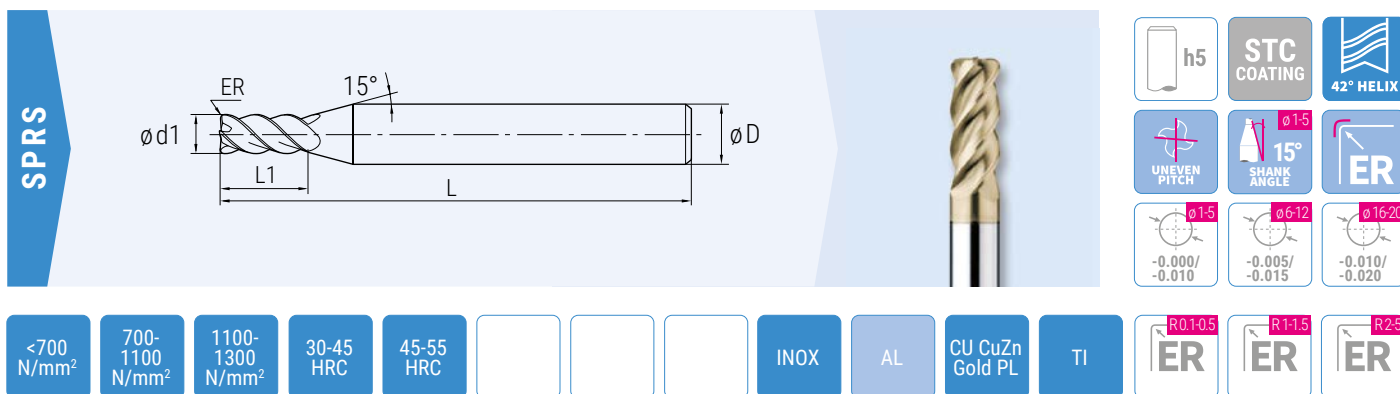 SPRS
ER
15°
ød1
øD
L1
L
h5
STC
COATING
42° HELIX
UNEVEN
PITCH
ø1-5
15°
SHANK
ANGLE
ER
ø1-5
-0.000/
-0.010
ø6-12
-0.005/
-0.015
ø16-20
-0.010/
-0.020
<700
N/mm²
700-
1100
N/mm²
1100-
1300
N/mm²
30-45
HRC
45-55
HRC
INOX
AL
CU CuZn
Gold PL
TI
R0.1-0.5
ER
R1-1.5
ER
R2-5
ER